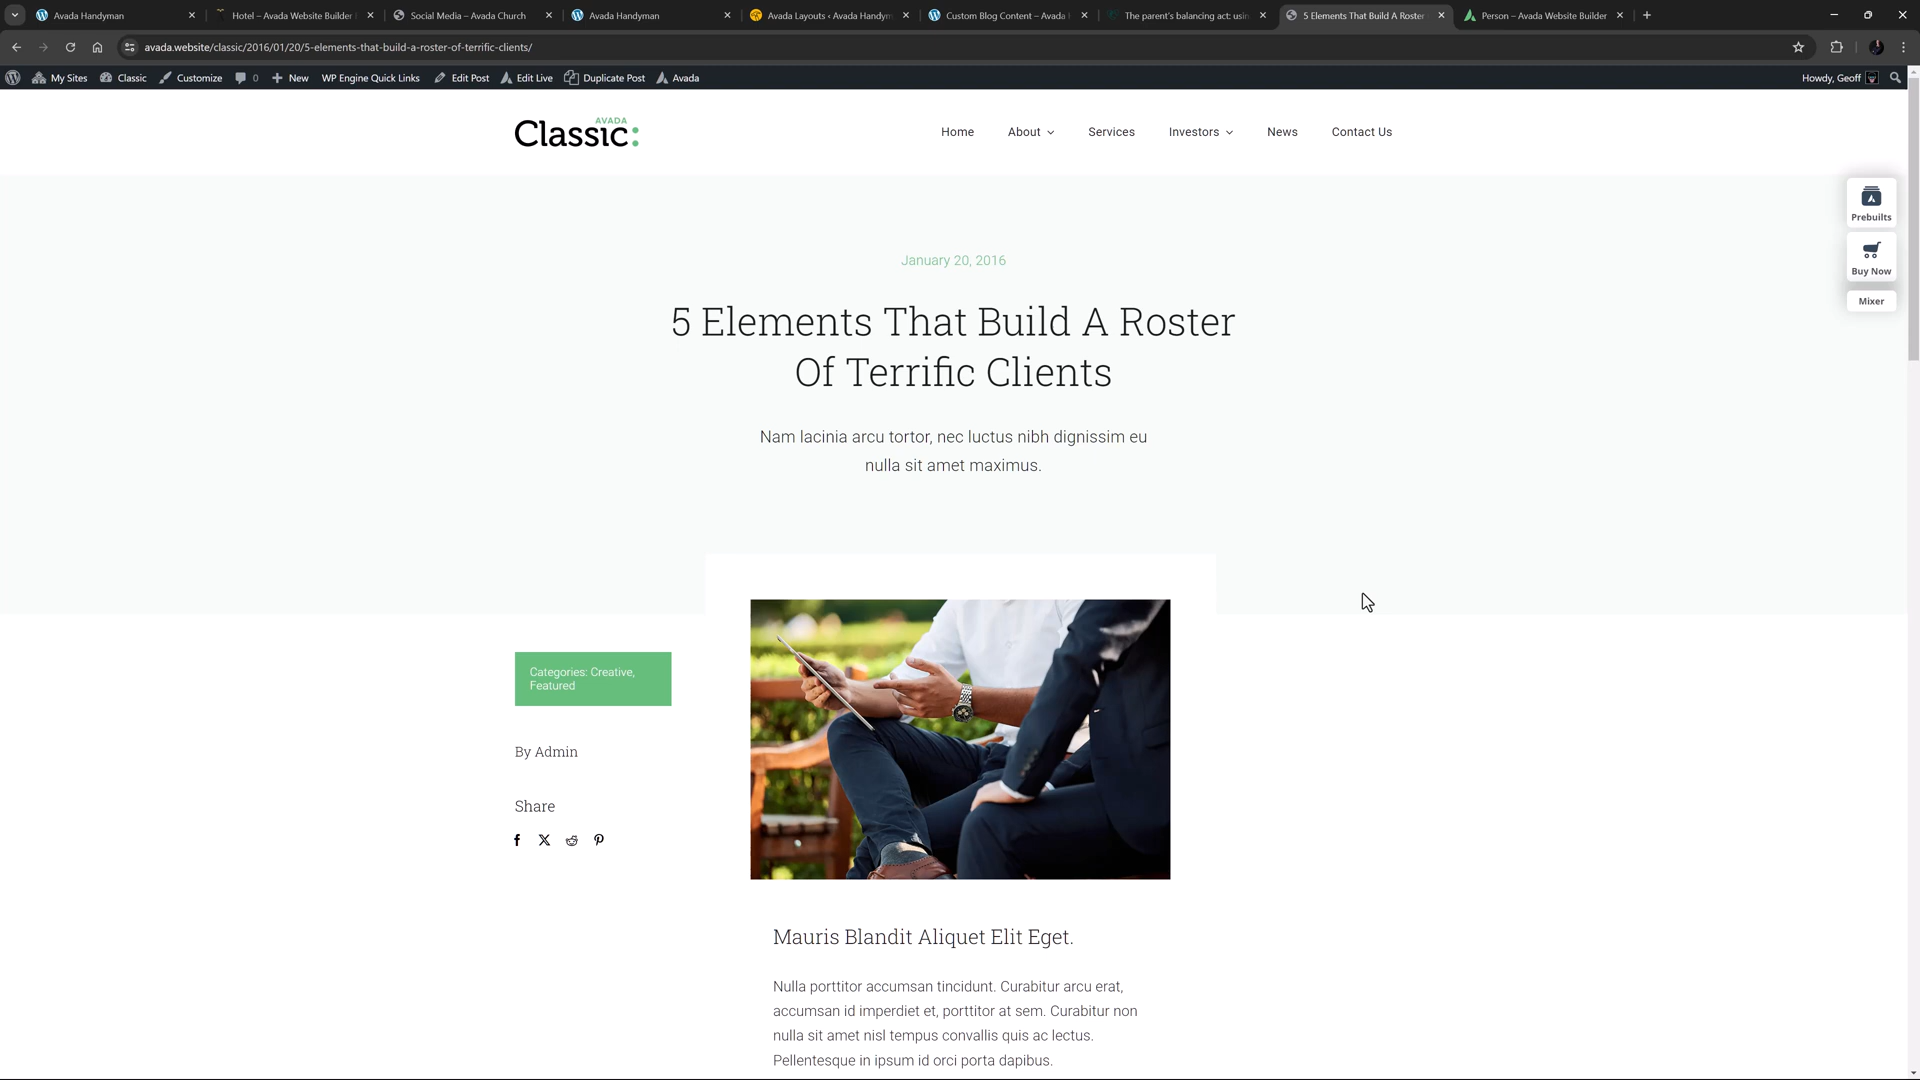 Avada Handyman
Hotel – Avada Website Builder
Social Media – Avada Church
Avada Handyman
Avada Layouts ‹ Avada Handym
Custom Blog Content – Avada
The parent's balancing act: usin
5 Elements That Build A Roster
Person – Avada Website Builder
avada.website/classic/2016/01/20/5-elements-that-build-a-roster-of-terrific-clients/
My Sites
Classic
Customize
0
New
WP Engine Quick Links
Edit Post
Edit Live
Duplicate Post
Avada
Howdy, Geoff
AVADA
Classic:
Home
About
Services
Investors
News
Contact Us
Prebuilts
Buy Now
Mixer
January 20, 2016
5 Elements That Build A Roster
Of Terrific Clients
Nam lacinia arcu tortor, nec luctus nibh dignissim eu
nulla sit amet maximus.
Categories: Creative,
Featured
By Admin
Share
Mauris Blandit Aliquet Elit Eget.
Nulla porttitor accumsan tincidunt. Curabitur arcu erat,
accumsan id imperdiet et, porttitor at sem. Curabitur non
nulla sit amet nisl tempus convallis quis ac lectus.
Pellentesque in ipsum id orci porta dapibus.